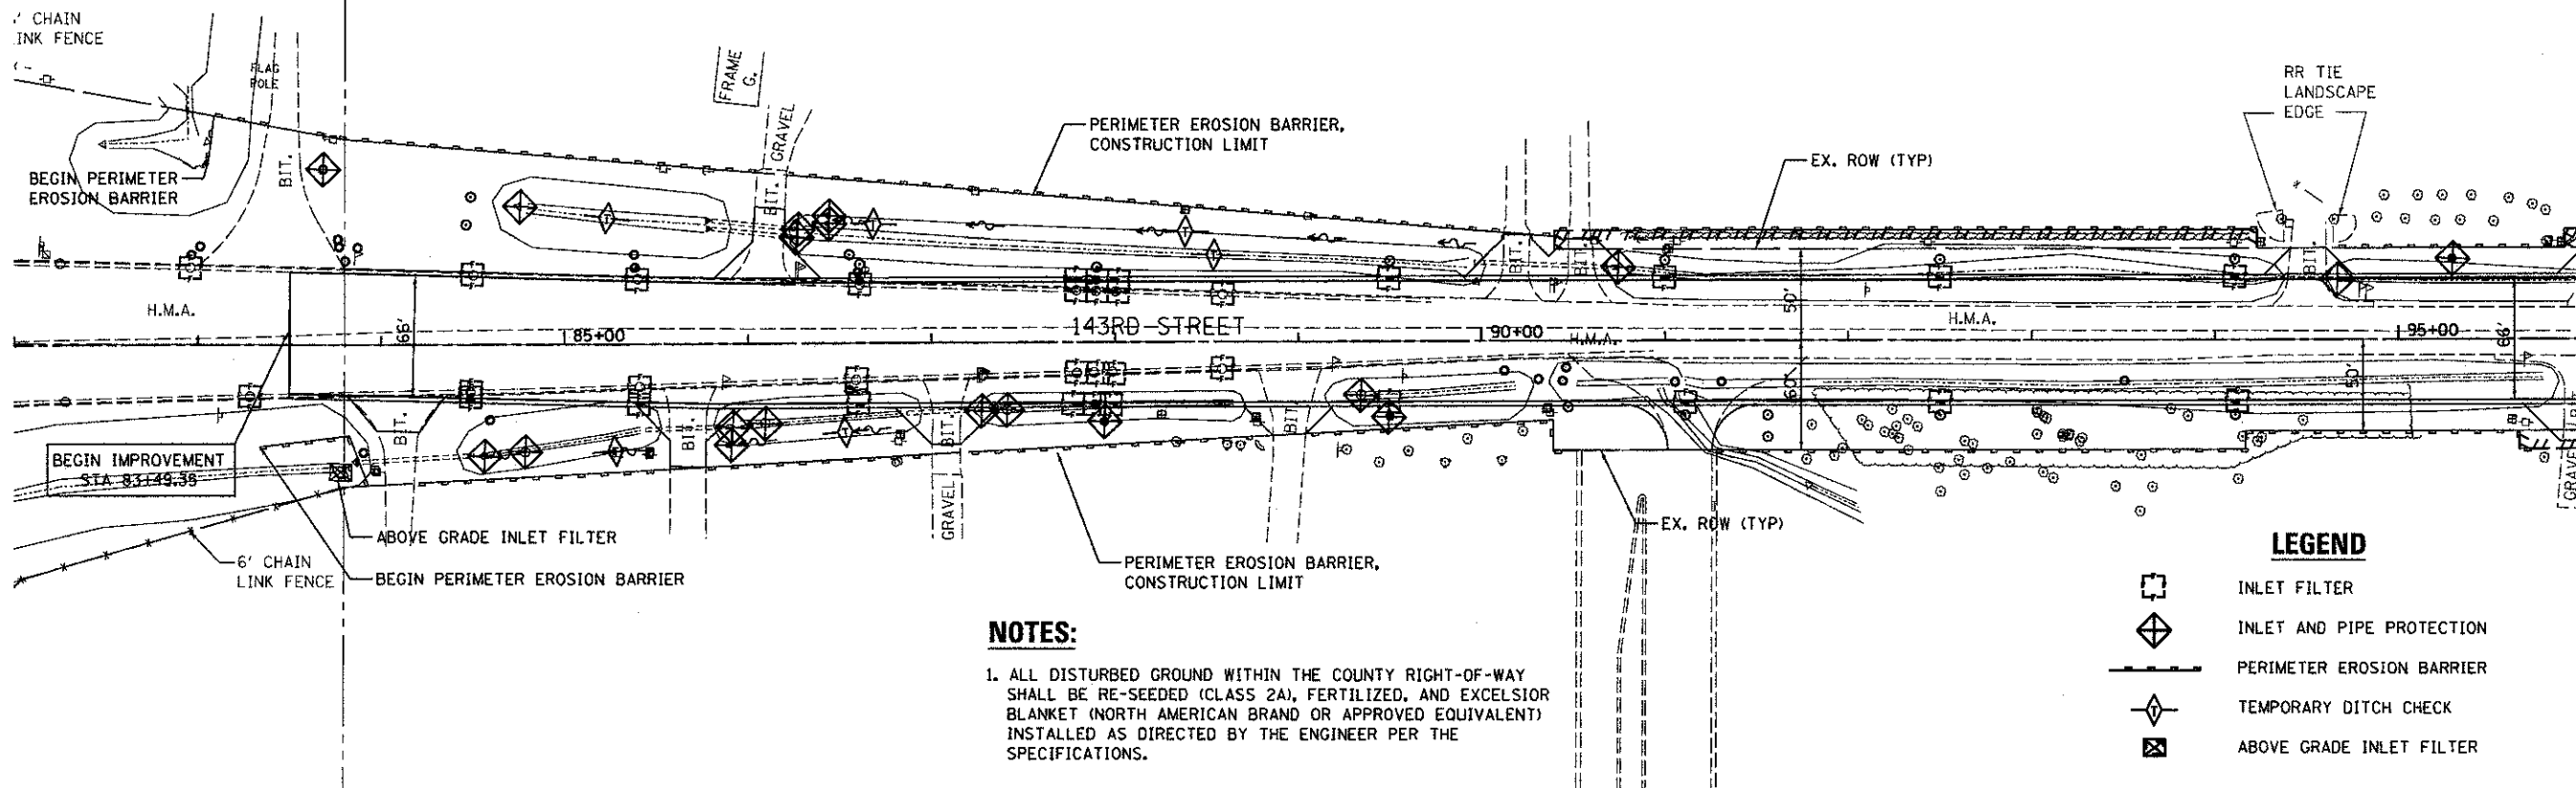 ' CHAIN
INK FENCE
FLAG
POLE
BIT.
FRAME
G.
GRAVEL
BIT.
PERIMETER EROSION BARRIER,
CONSTRUCTION LIMIT
EX. ROW (TYP)
RR TIE
LANDSCAPE
EDGE
BEGIN PERIMETER
EROSION BARRIER
BIT.
BIT.
BIT.
H.M.A.
66'
85+00
143RD STREET
90+00
H.M.A.
50'
60'
H.M.A.
95+00
66'
50'
BIT.
BIT.
BIT.
BIT.
GRAVEL
GRAVEL
BEGIN IMPROVEMENT
STA 83+49.35
ABOVE GRADE INLET FILTER
6' CHAIN
LINK FENCE
BEGIN PERIMETER EROSION BARRIER
PERIMETER EROSION BARRIER,
CONSTRUCTION LIMIT
EX. ROW (TYP)
NOTES:
1. ALL DISTURBED GROUND WITHIN THE COUNTY RIGHT-OF-WAY
SHALL BE RE-SEEDED (CLASS 2A), FERTILIZED, AND EXCELSIOR
BLANKET (NORTH AMERICAN BRAND OR APPROVED EQUIVALENT)
INSTALLED AS DIRECTED BY THE ENGINEER PER THE
SPECIFICATIONS.
LEGEND
INLET FILTER
INLET AND PIPE PROTECTION
PERIMETER EROSION BARRIER
T
TEMPORARY DITCH CHECK
ABOVE GRADE INLET FILTER